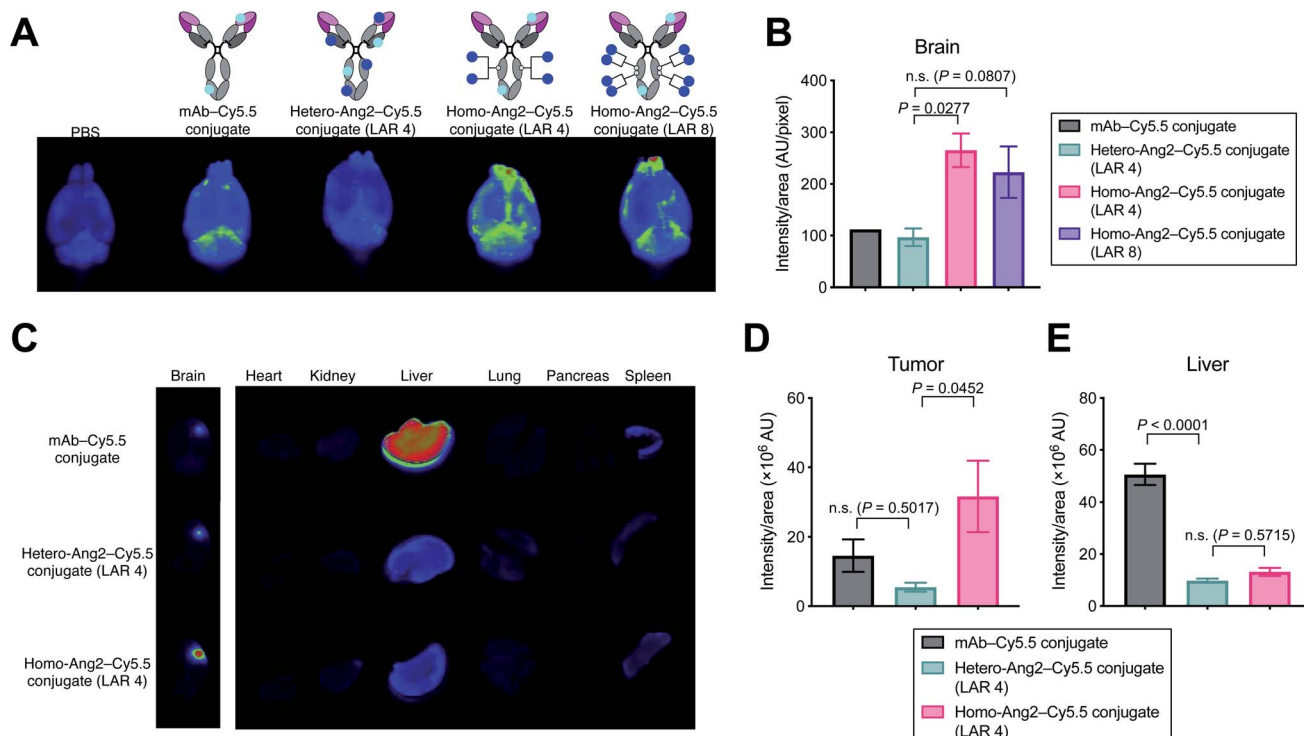 A
PBS
mAb–Cy5.5
conjugate
Hetero-Ang2–Cy5.5
conjugate (LAR 4)
Homo-Ang2–Cy5.5
conjugate (LAR 4)
Homo-Ang2–Cy5.5
conjugate (LAR 8)
B
Brain
Intensity/area (AU/pixel)
400
300
200
100
0
n.s. (P = 0.0807)
P = 0.0277
mAb–Cy5.5 conjugate
Hetero-Ang2–Cy5.5 conjugate
(LAR 4)
Homo-Ang2–Cy5.5 conjugate
(LAR 4)
Homo-Ang2–Cy5.5 conjugate
(LAR 8)
C
Brain
Heart
Kidney
Liver
Lung
Pancreas
Spleen
mAb–Cy5.5
conjugate
Hetero-Ang2–Cy5.5
conjugate (LAR 4)
Homo-Ang2–Cy5.5
conjugate (LAR 4)
D
Tumor
Intensity/area (×10⁶ AU)
60
40
20
0
P = 0.0452
n.s. (P = 0.5017)
E
Liver
Intensity/area (×10⁶ AU)
80
60
40
20
0
P < 0.0001
n.s. (P = 0.5715)
mAb–Cy5.5 conjugate
Hetero-Ang2–Cy5.5 conjugate
(LAR 4)
Homo-Ang2–Cy5.5 conjugate
(LAR 4)